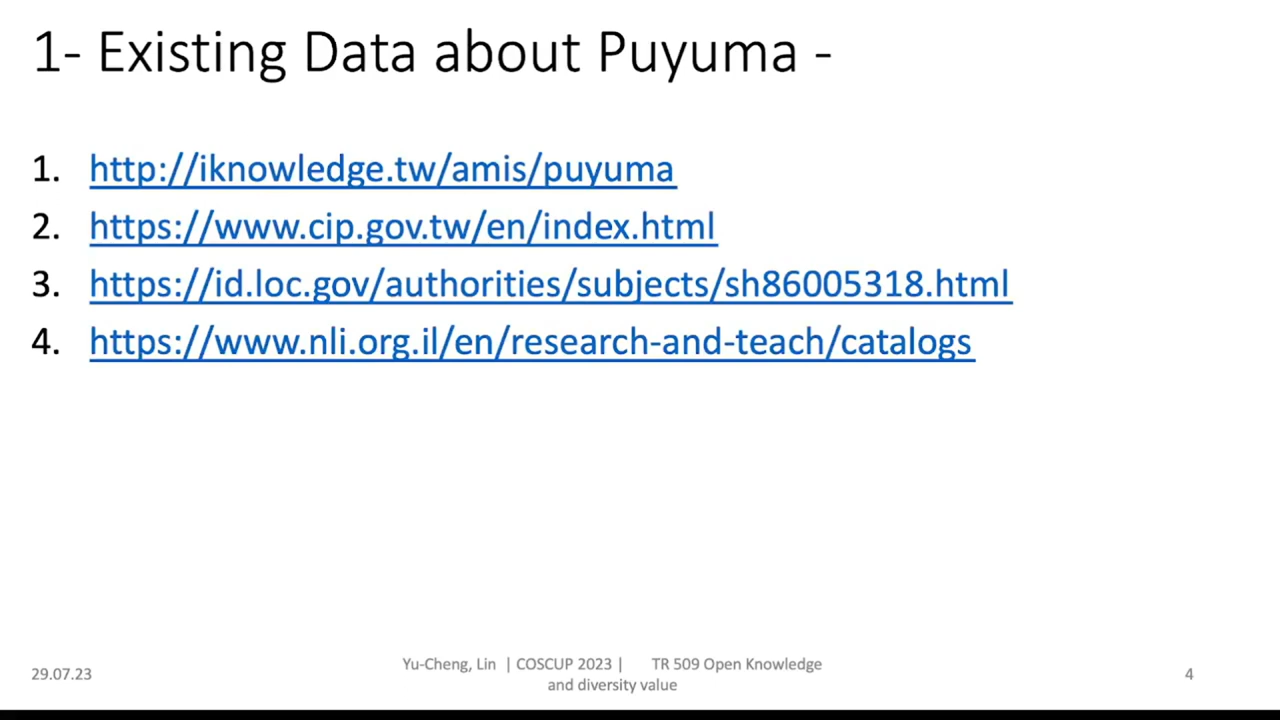 1- Existing Data about Puyuma -
1. http://iknowledge.tw/amis/puyuma
2. https://www.cip.gov.tw/en/index.html
3. https://id.loc.gov/authorities/subjects/sh86005318.html
4. https://www.nli.org.il/en/research-and-teach/catalogs
29.07.23
Yu-Cheng, Lin | COSCUP 2023 | TR 509 Open Knowledge
and diversity value
4